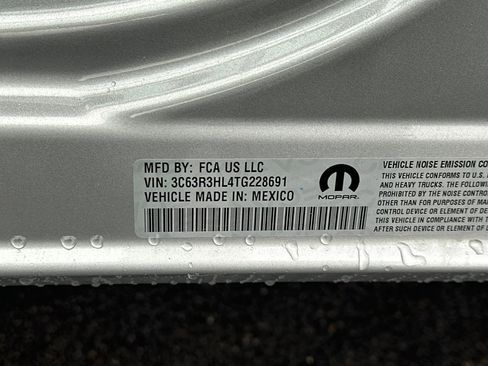 MFD BY: FCA US LLC
VIN: 3C63R3HL4TG228691
VEHICLE MADE IN: MEXICO
MOPAR
VEHICLE NOISE EMISSION CO
THIS VEHICLE CONFORMS TO U.S. E
AND HEAVY TRUCKS. THE FOLLOWI
PROHIBITED BY THE NOISE CONTRO
OTHER THAN FOR PURPOSES OF MA
CONTROL DEVICE OR ELEMENT OF DE
THIS VEHICLE IN COMPLIANCE WITH
AFTER SUCH DEVICE OR ELEMENT OF